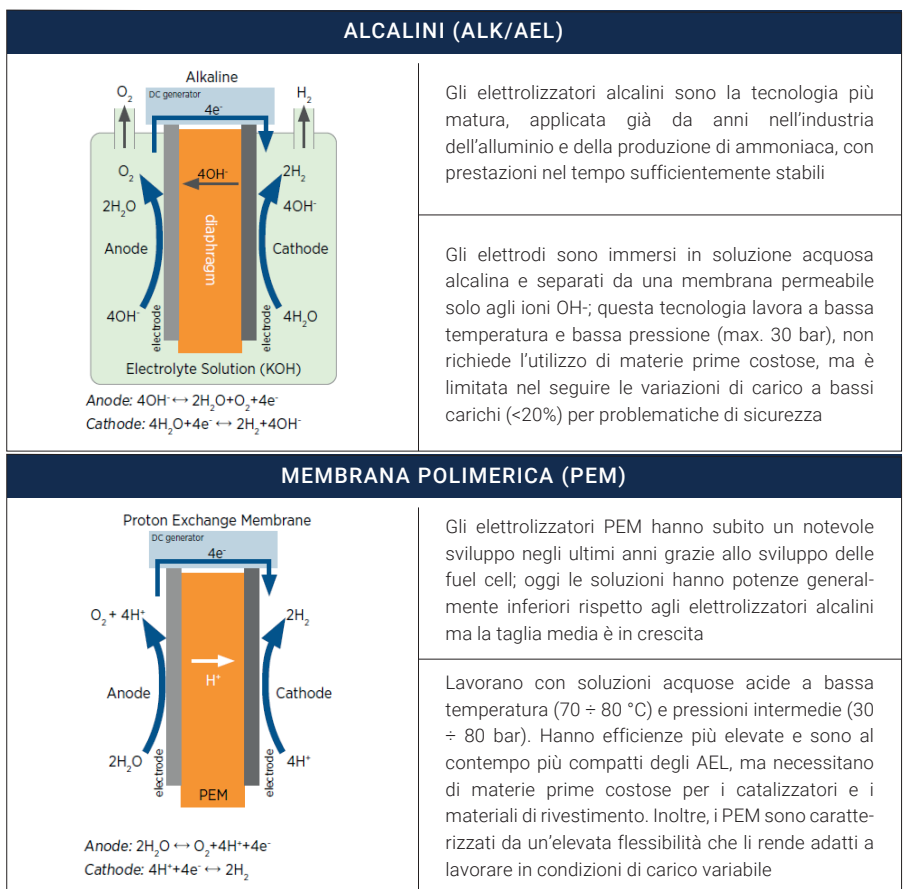 ALCALINI (ALK/AEL)
Alkaline
DC generator
4e⁻
O₂
H₂
O₂
2H₂O
Anode
4OH⁻
electrode
4OH⁻
diaphragm
electrode
2H₂
4OH⁻
Cathode
4H₂O
Electrolyte Solution (KOH)
Anode: 4OH⁻ ↔ 2H₂O+O₂+4e⁻
Cathode: 4H₂O+4e⁻ ↔ 2H₂+4OH⁻
Gli elettrolizzatori alcalini sono la tecnologia più
matura, applicata già da anni nell'industria
dell'alluminio e della produzione di ammoniaca, con
prestazioni nel tempo sufficientemente stabili
Gli elettrodi sono immersi in soluzione acquosa
alcalina e separati da una membrana permeabile
solo agli ioni OH-; questa tecnologia lavora a bassa
temperatura e bassa pressione (max. 30 bar), non
richiede l'utilizzo di materie prime costose, ma è
limitata nel seguire le variazioni di carico a bassi
carichi (<20%) per problematiche di sicurezza
MEMBRANA POLIMERICA (PEM)
Proton Exchange Membrane
DC generator
4e⁻
O₂ + 4H⁺
Anode
2H₂O
electrode
H⁺
PEM
electrode
2H₂
Cathode
4H⁺
Anode: 2H₂O ↔ O₂+4H⁺+4e⁻
Cathode: 4H⁺+4e⁻ ↔ 2H₂
Gli elettrolizzatori PEM hanno subito un notevole
sviluppo negli ultimi anni grazie allo sviluppo delle
fuel cell; oggi le soluzioni hanno potenze general-
mente inferiori rispetto agli elettrolizzatori alcalini
ma la taglia media è in crescita
Lavorano con soluzioni acquose acide a bassa
temperatura (70 ÷ 80 °C) e pressioni intermedie (30
÷ 80 bar). Hanno efficienze più elevate e sono al
contempo più compatti degli AEL, ma necessitano
di materie prime costose per i catalizzatori e i
materiali di rivestimento. Inoltre, i PEM sono caratte-
rizzati da un'elevata flessibilità che li rende adatti a
lavorare in condizioni di carico variabile